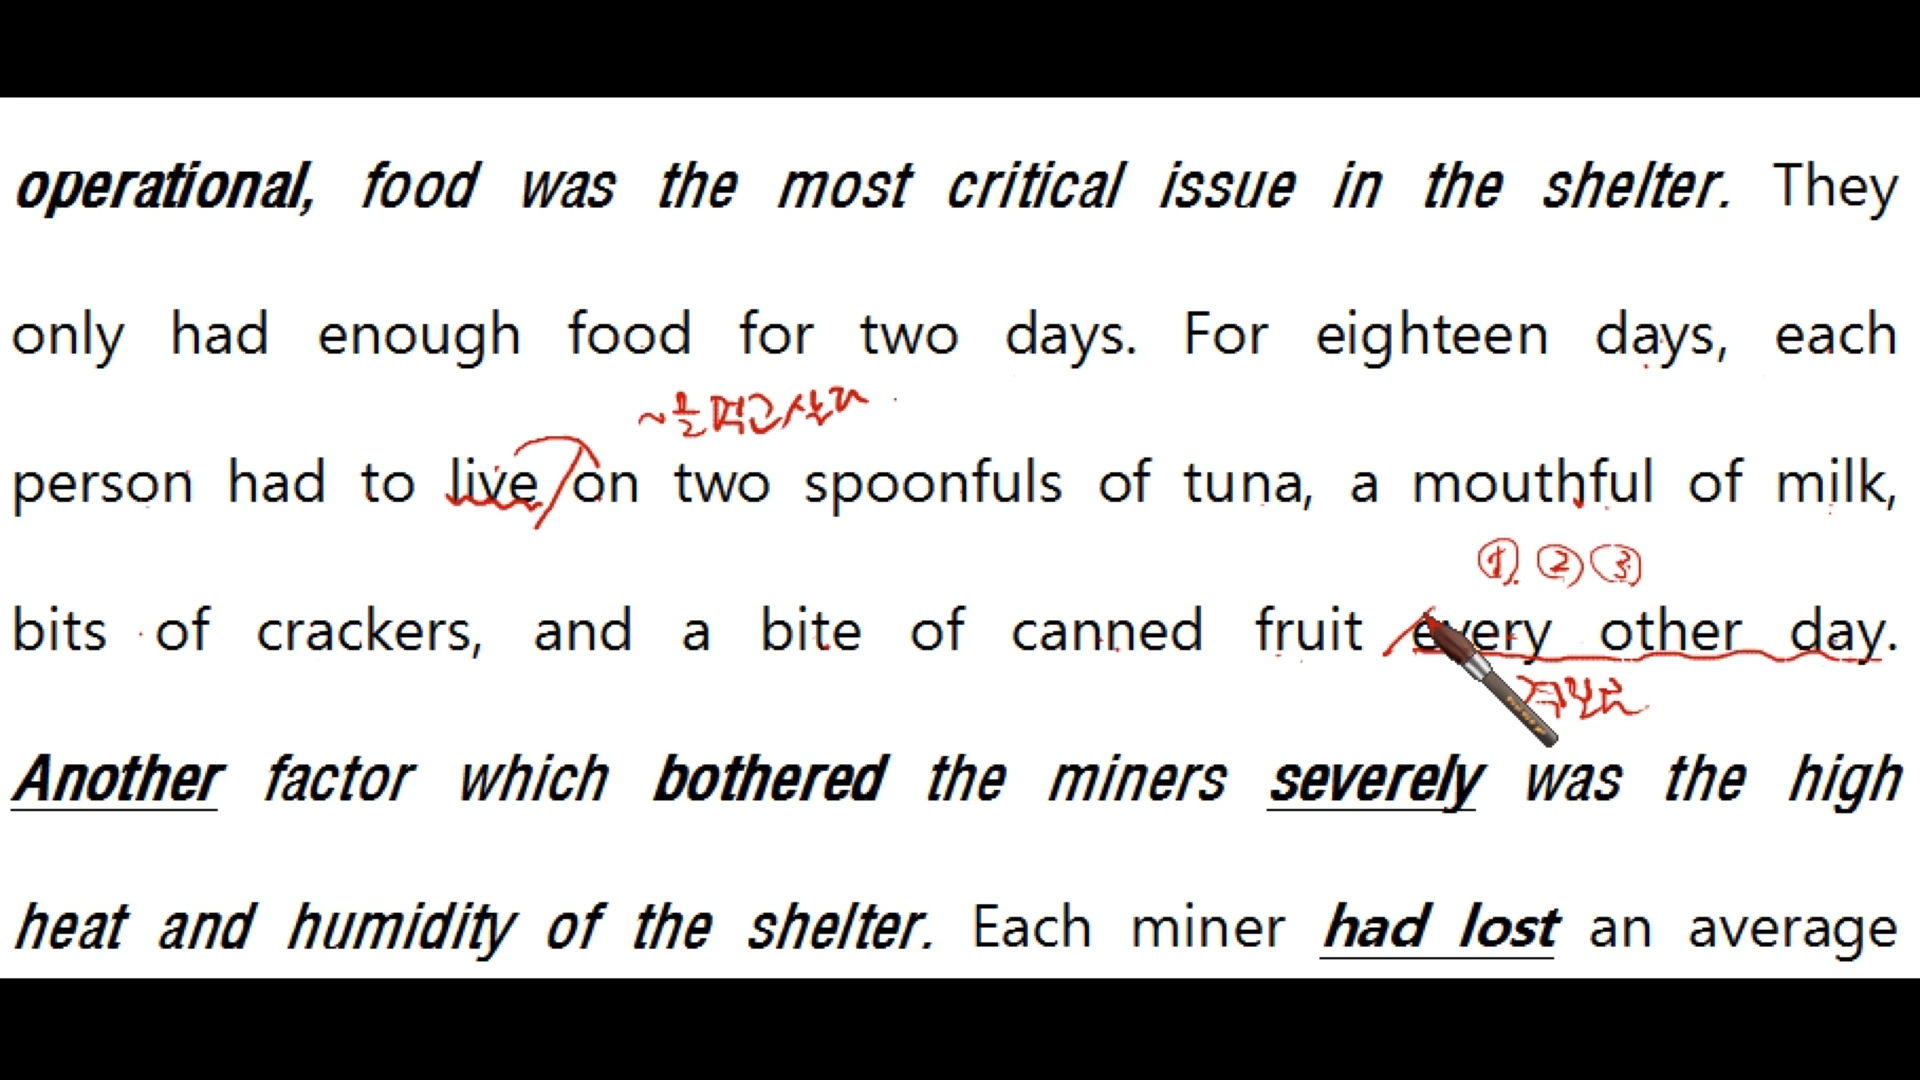 operational, food was the most critical issue in the shelter. They
only had enough food for two days. For eighteen days, each
~을 먹고 살다
person had to live on two spoonfuls of tuna, a mouthful of milk,
① ② ③
bits of crackers, and a bite of canned fruit every other day.
격일로
Another factor which bothered the miners severely was the high
heat and humidity of the shelter. Each miner had lost an average